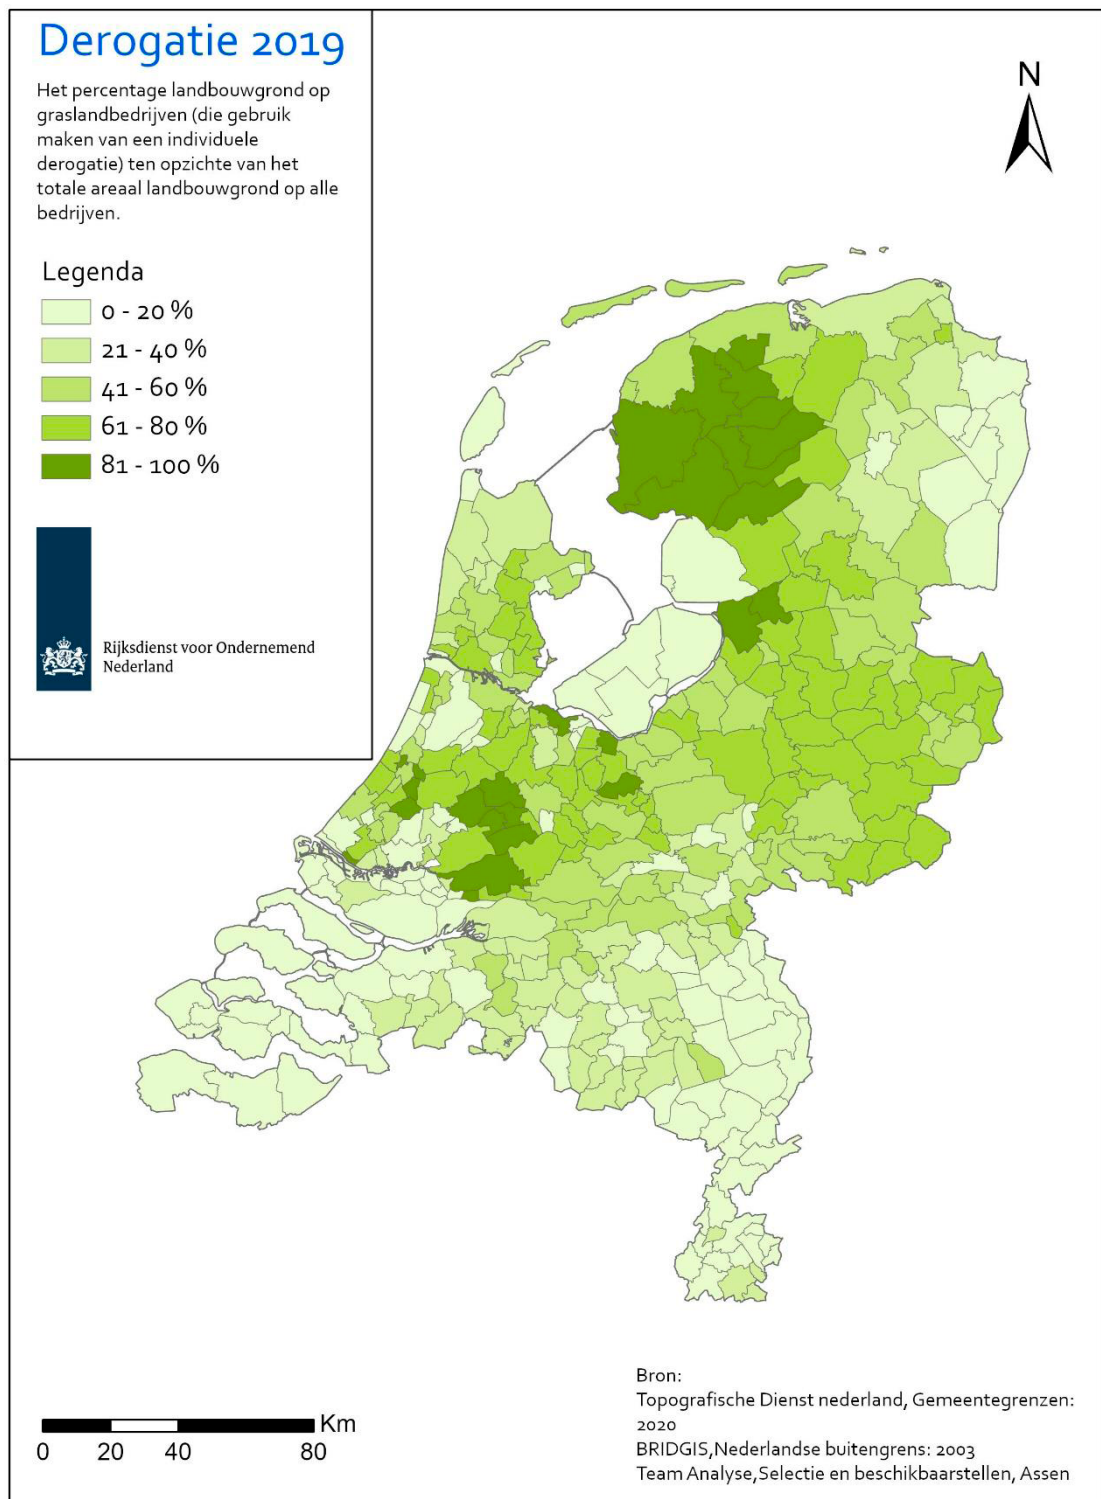 Derogatie 2019
Het percentage landbouwgrond op
graslandbedrijven (die gebruik
maken van een individuele
derogatie) ten opzichte van het
totale areaal landbouwgrond op alle
bedrijven.
Legenda
0 - 20 %
21 - 40 %
41 - 60 %
61 - 80 %
81 - 100 %
Rijksdienst voor Ondernemend
Nederland
N
Km
0 20 40 80
Bron:
Topografische Dienst nederland, Gemeentegrenzen:
2020
BRIDGIS,Nederlandse buitengrens: 2003
Team Analyse,Selectie en beschikbaarstellen, Assen